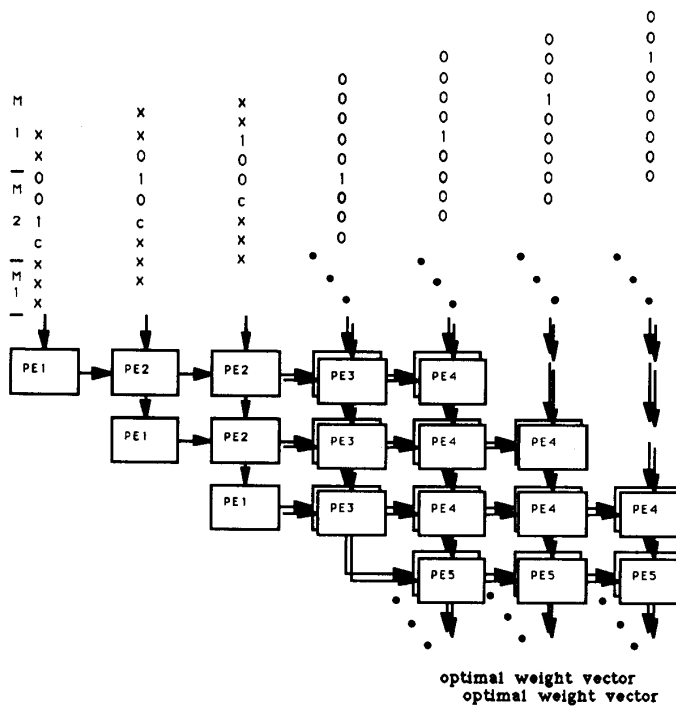 M 1 M 2 M 1
x x 0 0 1 c x x x
x x 0 1 0 c x x x
x x 1 0 0 c x x x
0 0 0 0 0 1 0 0 0
0 0 0 0 1 0 0 0 0
0 0 0 1 0 0 0 0 0
0 0 1 0 0 0 0 0 0
PE1 PE2 PE2 PE3 PE4
PE1 PE2 PE3 PE4 PE4
PE1 PE3 PE4 PE4 PE4
PE5 PE5 PE5
optimal weight vector
optimal weight vector